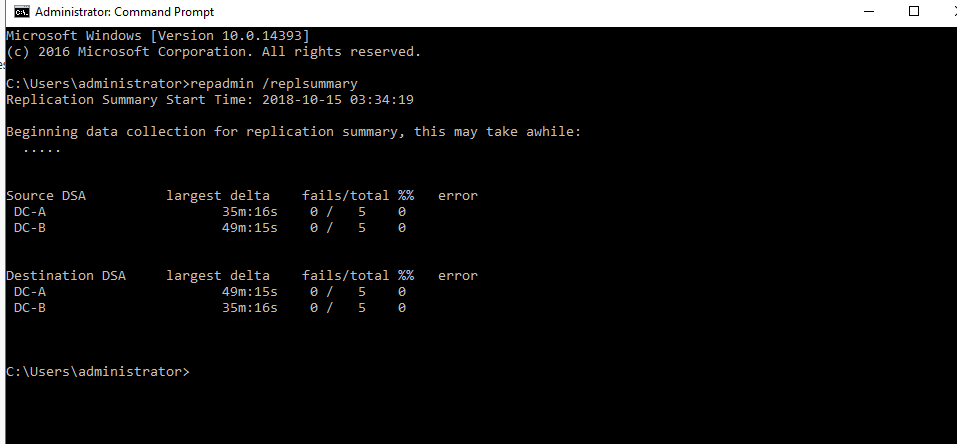 Administrator: Command Prompt
Microsoft Windows [Version 10.0.14393]
(c) 2016 Microsoft Corporation. All rights reserved.
C:\Users\administrator>repadmin /replsummary
Replication Summary Start Time: 2018-10-15 03:34:19
Beginning data collection for replication summary, this may take awhile:
.....
Source DSA          largest delta    fails/total %%   error
DC-A                      35m:16s    0 /   5    0
DC-B                      49m:15s    0 /   5    0
Destination DSA     largest delta    fails/total %%   error
DC-A                      49m:15s    0 /   5    0
DC-B                      35m:16s    0 /   5    0
C:\Users\administrator>